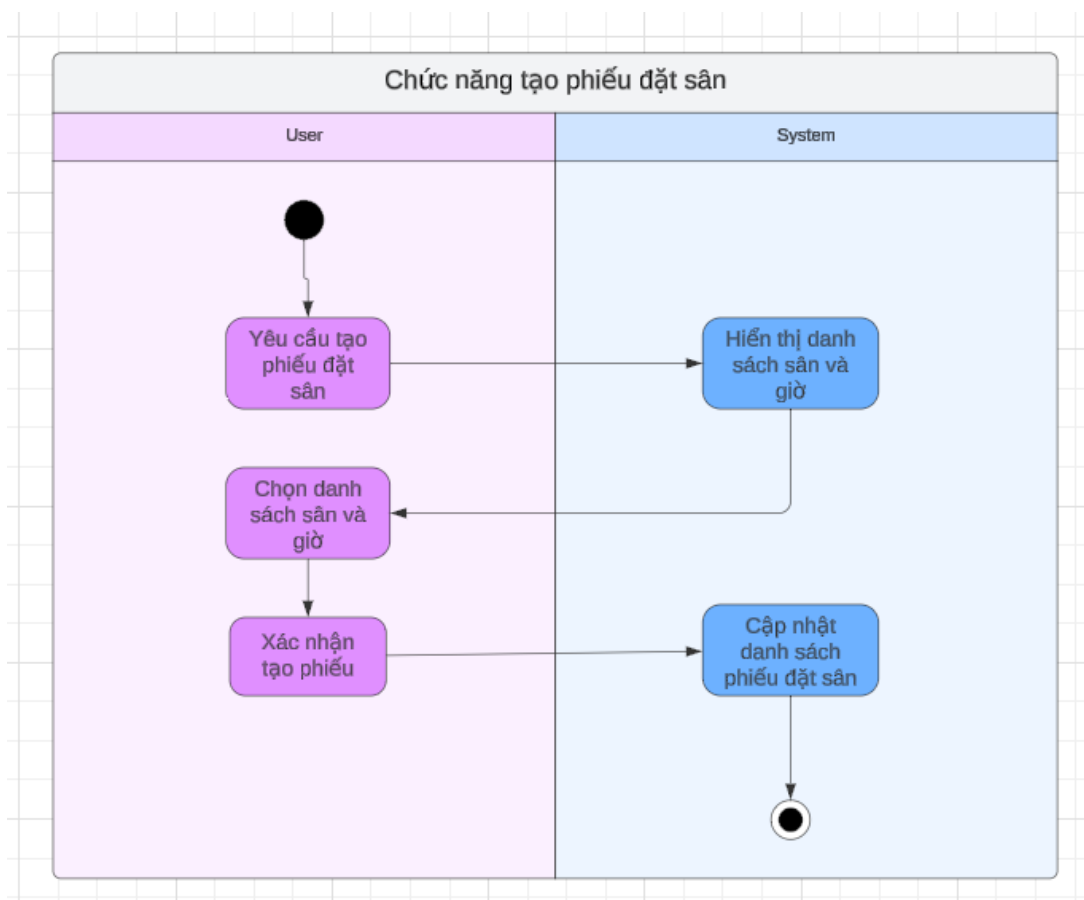 Chức năng tạo phiếu đặt sân
User
System
Yêu cầu tạo
phiếu đặt
sân
Hiển thị danh
sách sân và
giờ
Chọn danh
sách sân và
giờ
Xác nhận
tạo phiếu
Cập nhật
danh sách
phiếu đặt sân